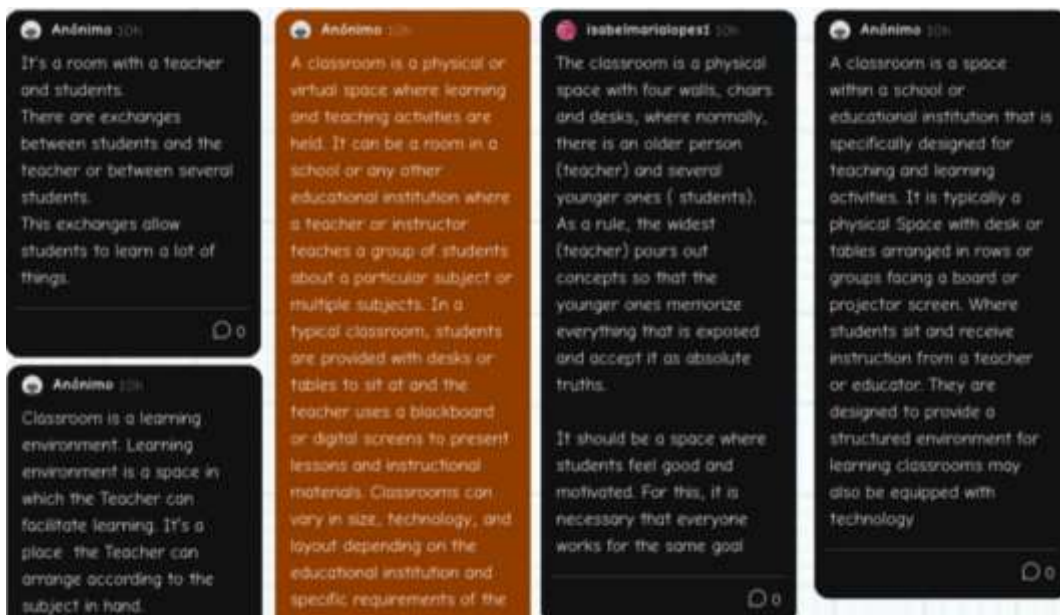 Anónimo 10h
It's a room with a teacher
and students.
There are exchanges
between students and the
teacher or between several
students.
This exchanges allow
students to learn a lot of
things.
0
Anónimo 10h
Classroom is a learning
environment. Learning
environment is a space in
which the Teacher can
facilitate learning. It's a
place the Teacher can
arrange according to the
subject in hand.
Anónimo 10h
A classroom is a physical or
virtual space where learning
and teaching activities are
held. It can be a room in a
school or any other
educational institution where
a teacher or instructor
teaches a group of students
about a particular subject or
multiple subjects. In a
typical classroom, students
are provided with desks or
tables to sit at and the
teacher uses a blackboard
or digital screens to present
lessons and instructional
materials. Classrooms can
vary in size, technology, and
layout depending on the
educational institution and
specific requirements of the
isabelmarialopes1 10h
The classroom is a physical
space with four walls, chairs
and desks, where normally,
there is an older person
(teacher) and several
younger ones ( students).
As a rule, the widest
(teacher) pours out
concepts so that the
younger ones memorize
everything that is exposed
and accept it as absolute
truths.
It should be a space where
students feel good and
motivated. For this, it is
necessary that everyone
works for the same goal
0
Anónimo 10h
A classroom is a space
within a school or
educational institution that is
specifically designed for
teaching and learning
activities. It is typically a
physical Space with desk or
tables arranged in rows or
groups facing a board or
projector screen. Where
students sit and receive
instruction from a teacher
or educator. They are
designed to provide a
structured environment for
learning classrooms may
also be equipped with
technology
0